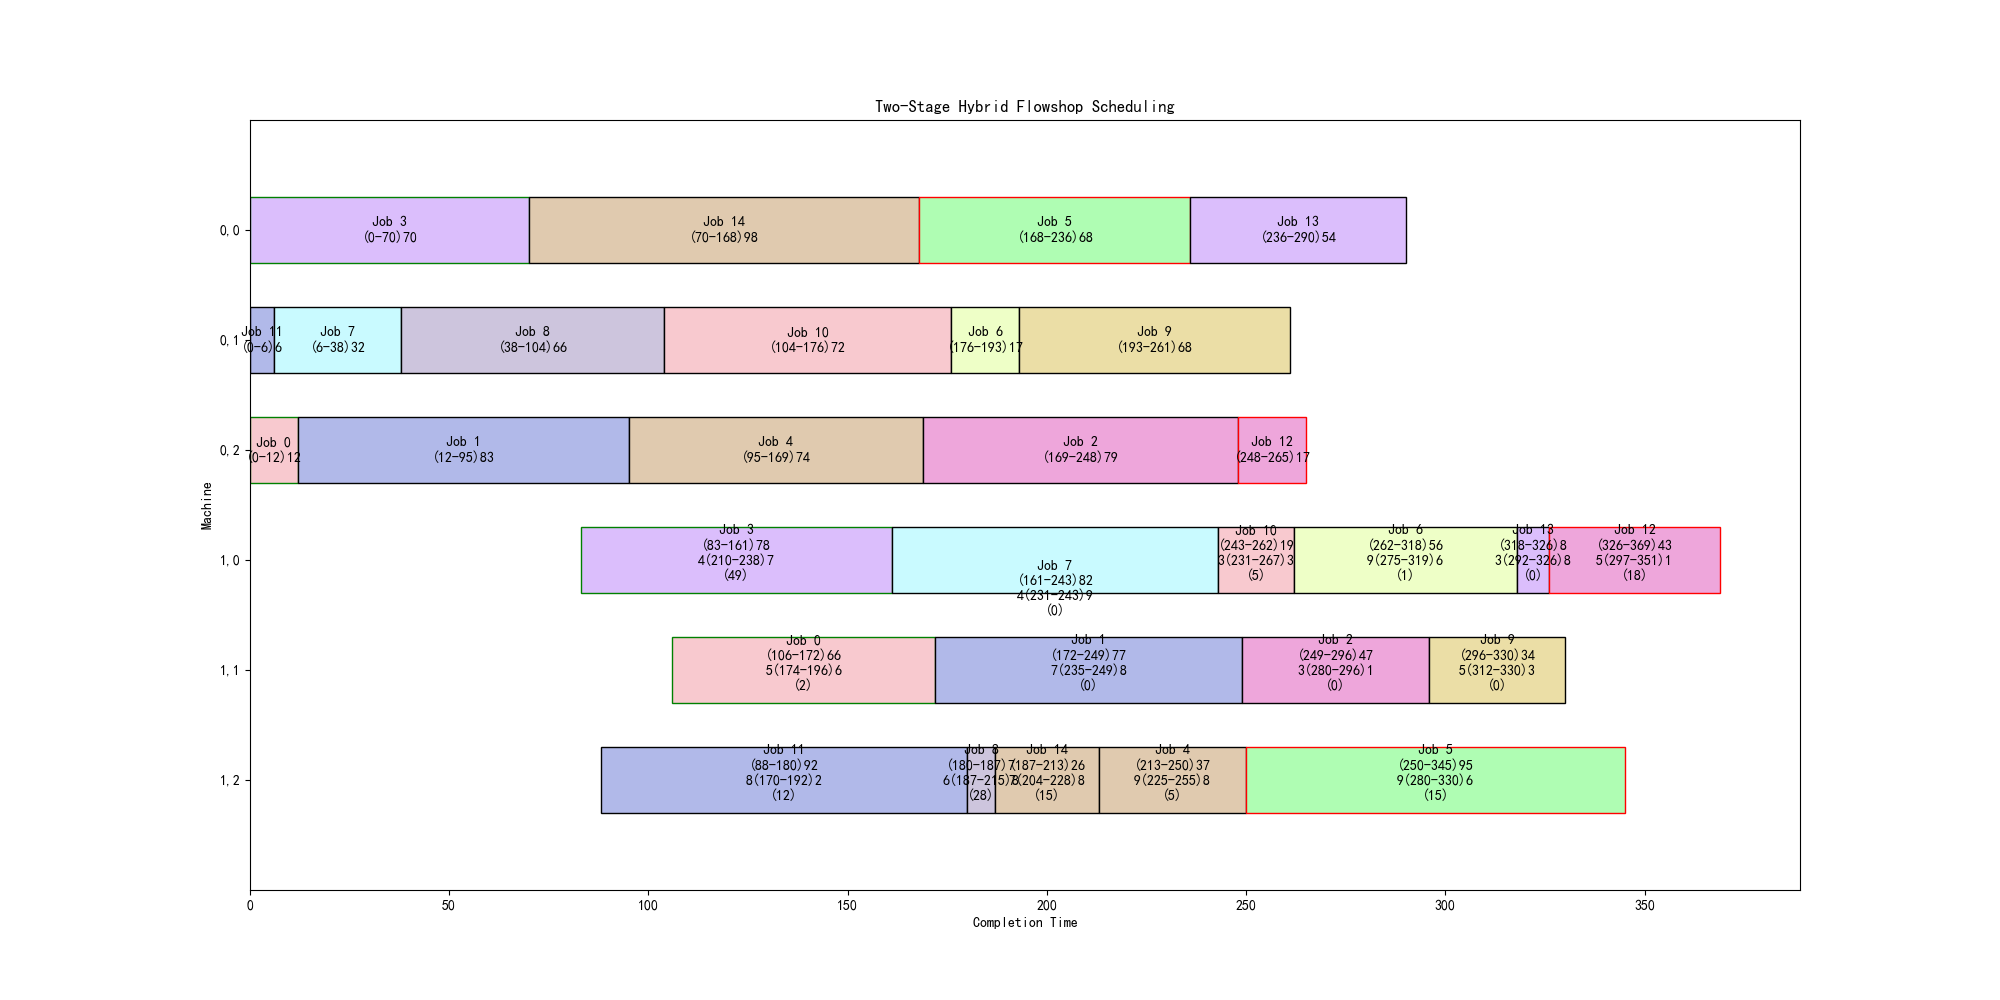 Two-Stage Hybrid Flowshop Scheduling
0,0
Job 3
(0-70)70
Job 14
(70-168)98
Job 5
(168-236)68
Job 13
(236-290)54
0,1
Job 11
(0-6)6
Job 7
(6-38)32
Job 8
(38-104)66
Job 10
(104-176)72
Job 6
(176-193)17
Job 9
(193-261)68
0,2
Job 0
(0-12)12
Job 1
(12-95)83
Job 4
(95-169)74
Job 2
(169-248)79
Job 12
(248-265)17
Machine
1,0
Job 3
(83-161)78
4(210-238)7
(49)
Job 7
(161-243)82
4(231-243)9
(0)
Job 10
(243-262)19
3(231-267)3
(5)
Job 6
(262-318)56
9(275-319)6
(1)
Job 13
(318-326)8
3(292-326)8
(0)
Job 12
(326-369)43
5(297-351)1
(18)
1,1
Job 0
(106-172)66
5(174-196)6
(2)
Job 1
(172-249)77
7(235-249)8
(0)
Job 2
(249-296)47
3(280-296)1
(0)
Job 9
(296-330)34
5(312-330)3
(0)
1,2
Job 11
(88-180)92
8(170-192)2
(12)
Job 8
(180-187)7
(28)
Job 14
(187-213)26
(15)
Job 4
(213-250)37
9(225-255)8
(5)
Job 5
(250-345)95
9(280-330)6
(15)
0
50
100
150
200
250
300
350
Completion Time